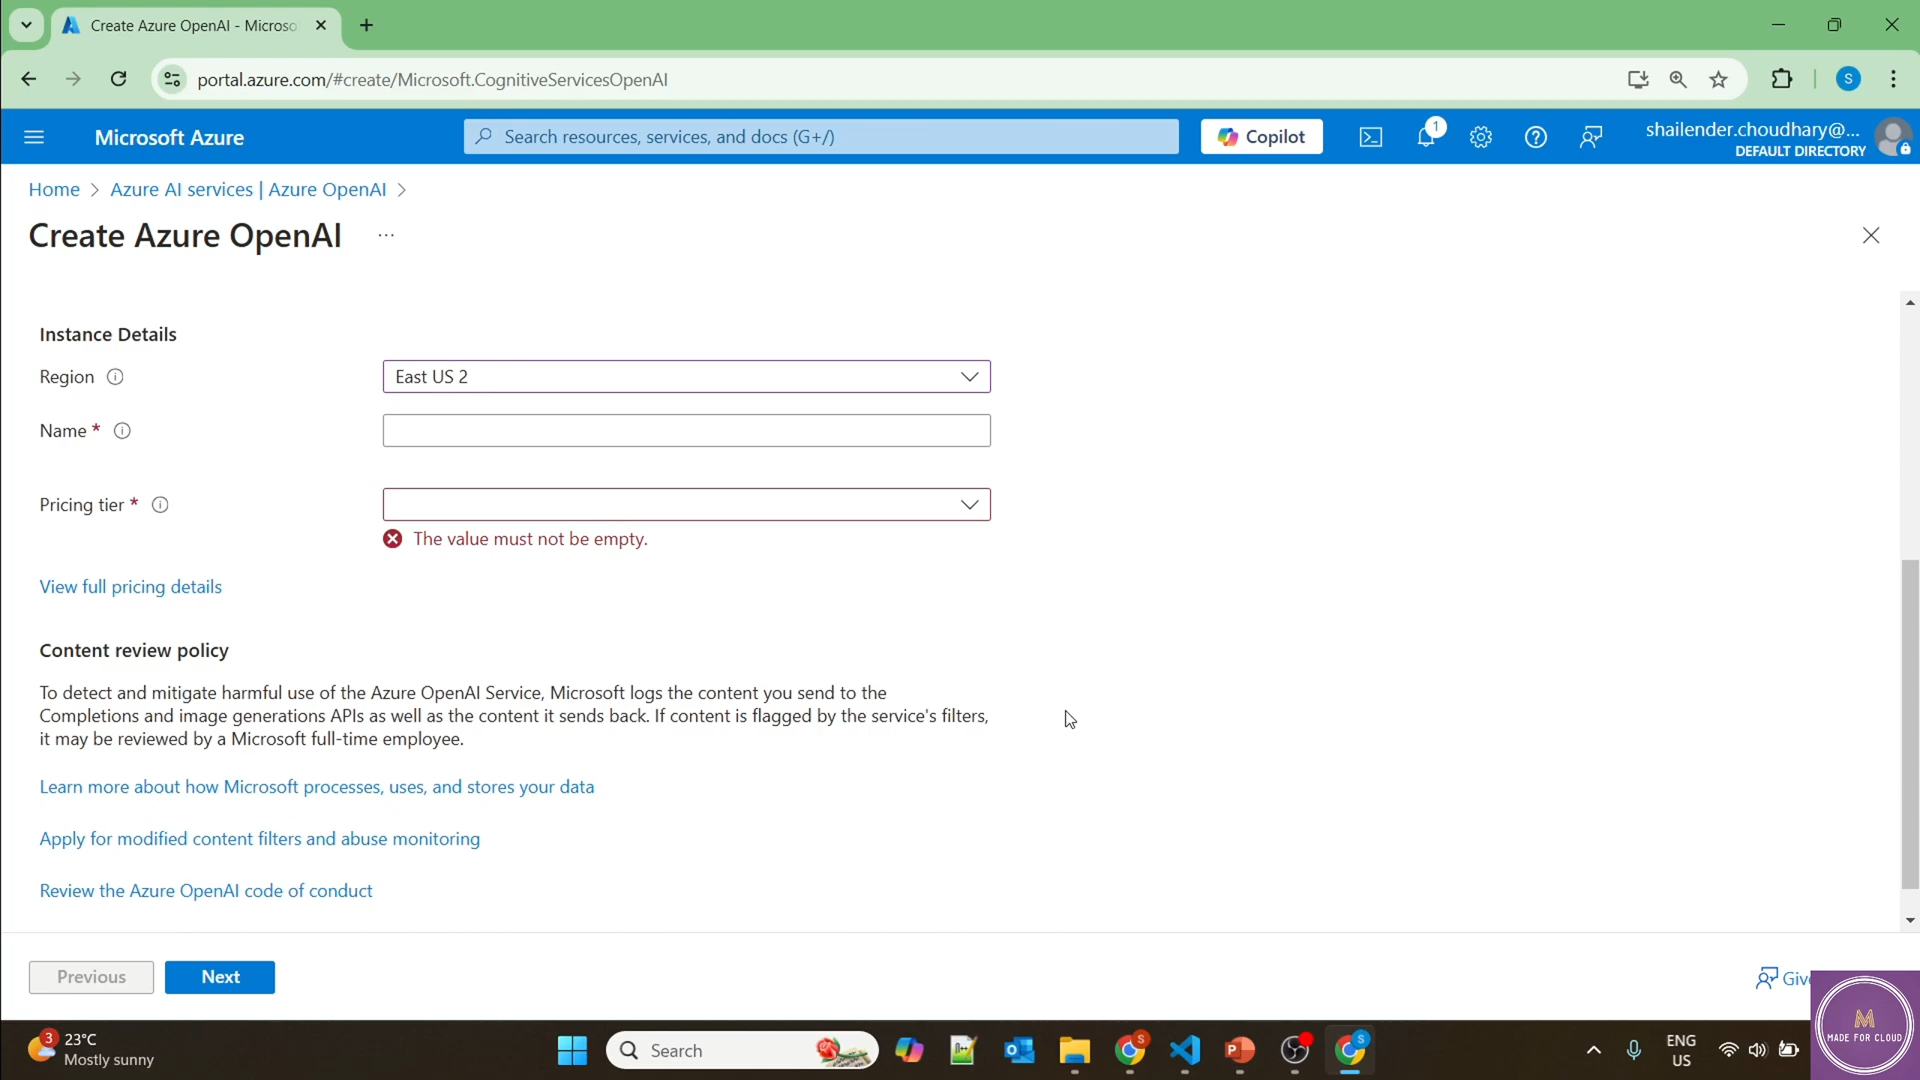 Create Azure OpenAI - Microso
portal.azure.com/#create/Microsoft.CognitiveServicesOpenAI
S
Microsoft Azure
Search resources, services, and docs (G+/)
Copilot
1
shailender.choudhary@...
DEFAULT DIRECTORY
Home > Azure AI services | Azure OpenAI >
Create Azure OpenAI ...
Instance Details
Region
East US 2
Name *
Pricing tier *
The value must not be empty.
View full pricing details
Content review policy
To detect and mitigate harmful use of the Azure OpenAI Service, Microsoft logs the content you send to the
Completions and image generations APIs as well as the content it sends back. If content is flagged by the service's filters,
it may be reviewed by a Microsoft full-time employee.
Learn more about how Microsoft processes, uses, and stores your data
Apply for modified content filters and abuse monitoring
Review the Azure OpenAI code of conduct
Previous
Next
Giv
M
MADE FOR CLOUD
3
23°C
Mostly sunny
Search
S
S
ENG
US